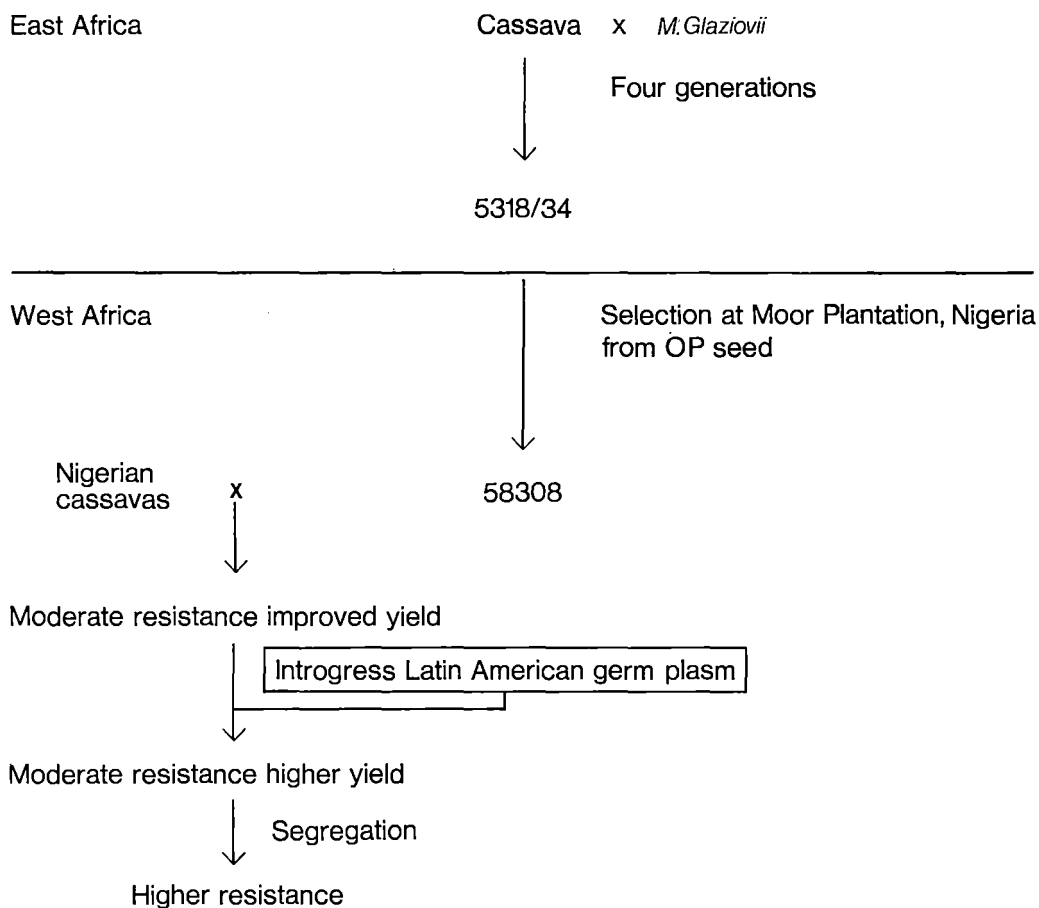 East Africa
Cassava x M.Glaziovii
Four generations
5318/34
West Africa
Selection at Moor Plantation, Nigeria
from OP seed
Nigerian
cassavas x 58308
Moderate resistance improved yield
Introgress Latin American germ plasm
Moderate resistance higher yield
Segregation
Higher resistance